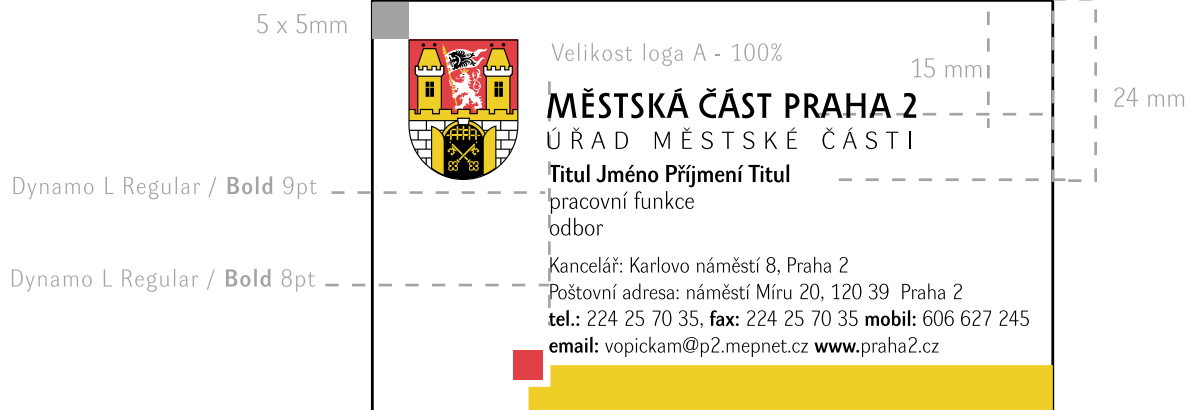 5 x 5mm
Velikost loga A - 100%
15 mm
24 mm
MĚSTSKÁ ČÁST PRAHA 2
ÚŘAD MĚSTSKÉ ČÁSTI
Titul Jméno Příjmení Titul
Dynamo L Regular / Bold 9pt
pracovní funkce
odbor
Kancelář: Karlovo náměstí 8, Praha 2
Dynamo L Regular / Bold 8pt
Poštovní adresa: náměstí Míru 20, 120 39  Praha 2
tel.: 224 25 70 35, fax: 224 25 70 35 mobil: 606 627 245
email: vopickam@p2.mepnet.cz www.praha2.cz